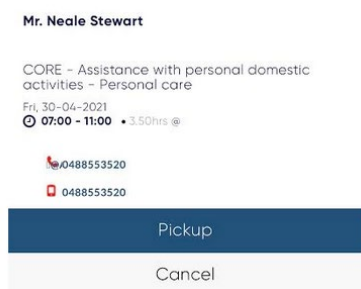 Mr. Neale Stewart
CORE - Assistance with personal domestic
activities - Personal care
Fri, 30-04-2021
07:00 - 11:00 • 3.50hrs @
0488553520
0488553520
Pickup
Cancel